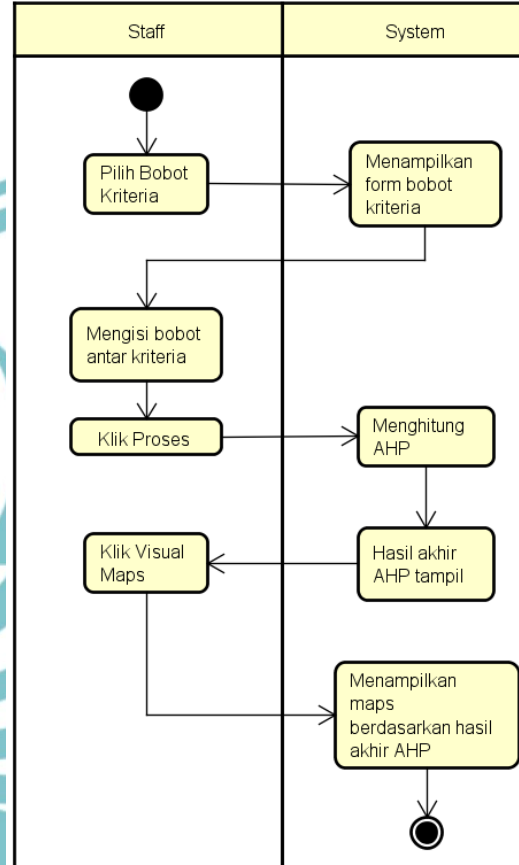 Staff
System
Pilih Bobot
Kriteria
Menampilkan
form bobot
kriteria
Mengisi bobot
antar kriteria
Klik Proses
Menghitung
AHP
Hasil akhir
AHP tampil
Klik Visual
Maps
Menampilkan
maps
berdasarkan hasil
akhir AHP